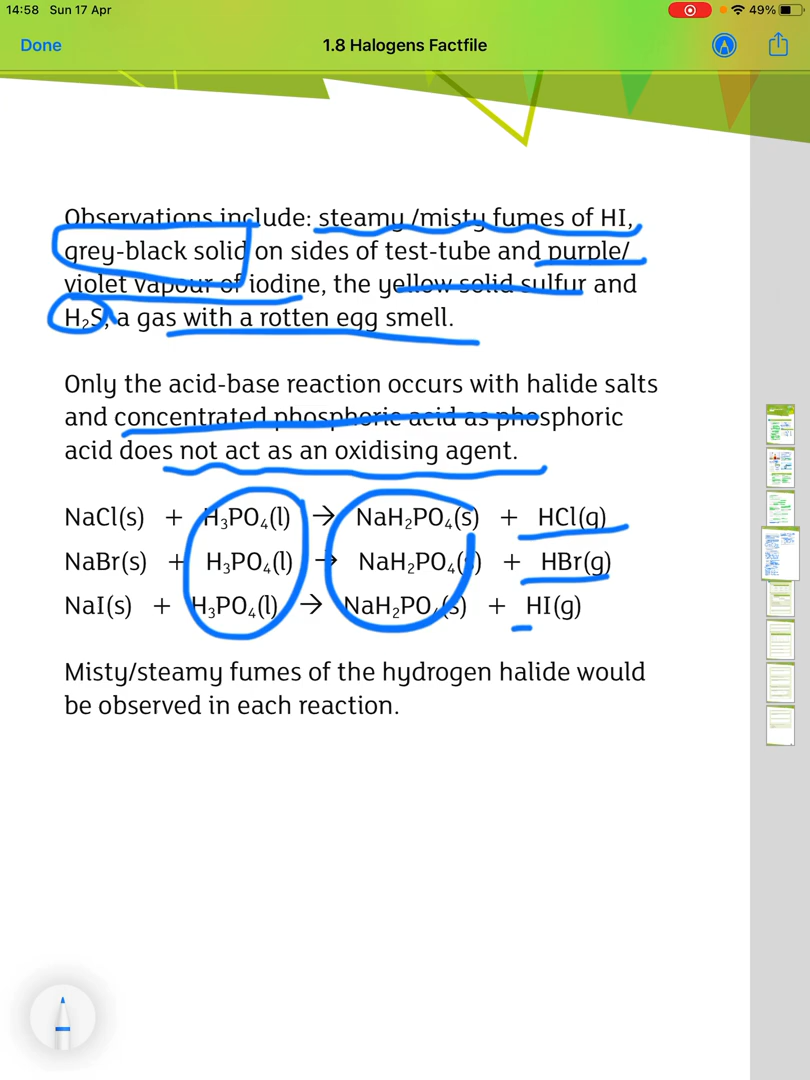 14:58 Sun 17 Apr
49%
Done
1.8 Halogens Factfile
Observations include: steamy /misty fumes of HI,
grey-black solid on sides of test-tube and purple/
violet vapour of iodine, the yellow solid sulfur and
H₂S, a gas with a rotten egg smell.
Only the acid-base reaction occurs with halide salts
and concentrated phosphoric acid as phosphoric
acid does not act as an oxidising agent.
NaCl(s) + H₃PO₄(l) → NaH₂PO₄(s) + HCl(g)
NaBr(s) + H₃PO₄(l) → NaH₂PO₄(s) + HBr(g)
NaI(s) + H₃PO₄(l) → NaH₂PO₄(s) + HI(g)
Misty/steamy fumes of the hydrogen halide would
be observed in each reaction.